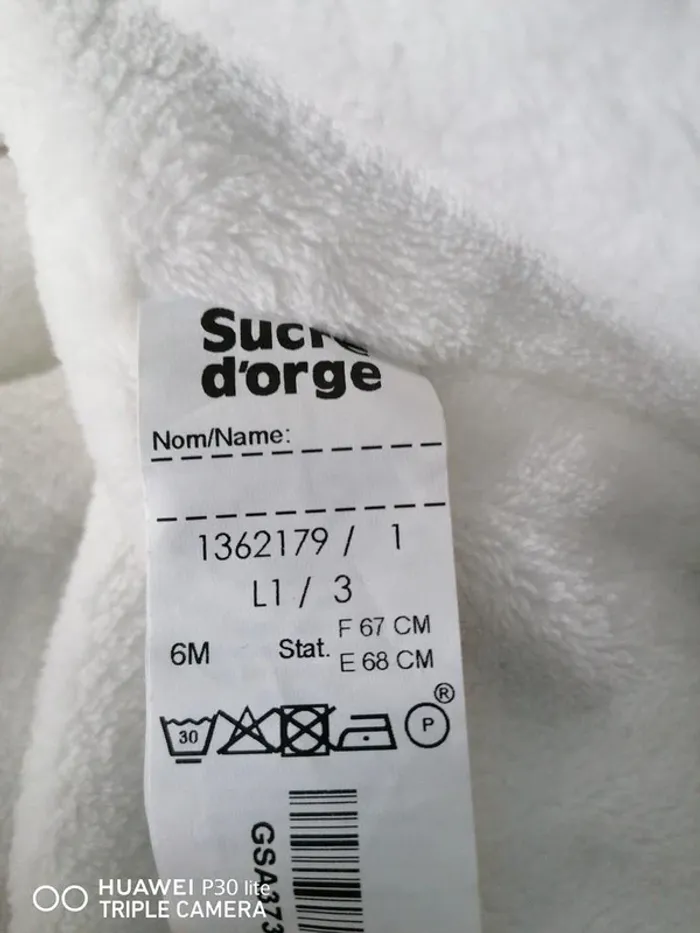 Sucre
d'orge
Nom/Name:
1362179 / 1
L1 / 3
6M Stat. F 67 CM
E 68 CM
30 P ®
GSA373
HUAWEI P30 lite
TRIPLE CAMERA